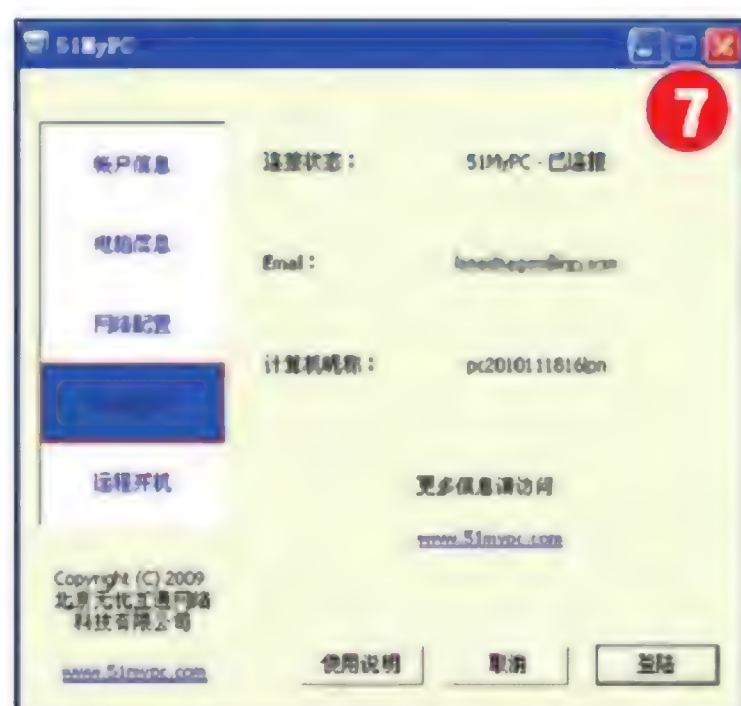 51MyPC
7
帐户信息
连接状态： 51MyPC - 已连接
电脑信息
Email：
网络配置
计算机昵称： pc2010111816lpn
远程开机
更多信息请访问
www.51mypc.com
Copyright (C) 2009
北京无忧互通网络
科技有限公司
www.51mypc.com
使用说明 取消 登陆